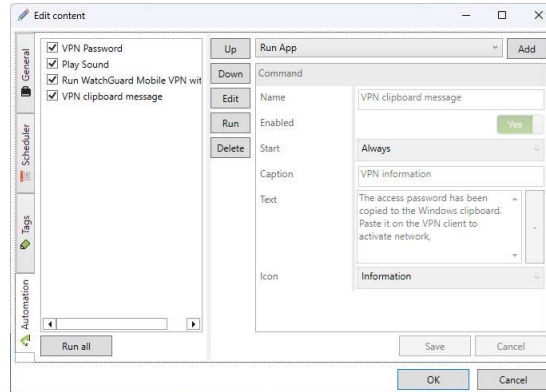 Edit content
General
Scheduler
Tags
Automation
VPN Password
Play Sound
Run WatchGuard Mobile VPN wit
VPN clipboard message
Run all
Up
Down
Edit
Run
Delete
Run App
Add
Command
Name
VPN clipboard message
Enabled
Yes
Start
Always
Caption
VPN information
Text
The access password has been
copied to the Windows clipboard.
Paste it on the VPN client to
activate network,
Icon
Information
Save
Cancel
OK
Cancel